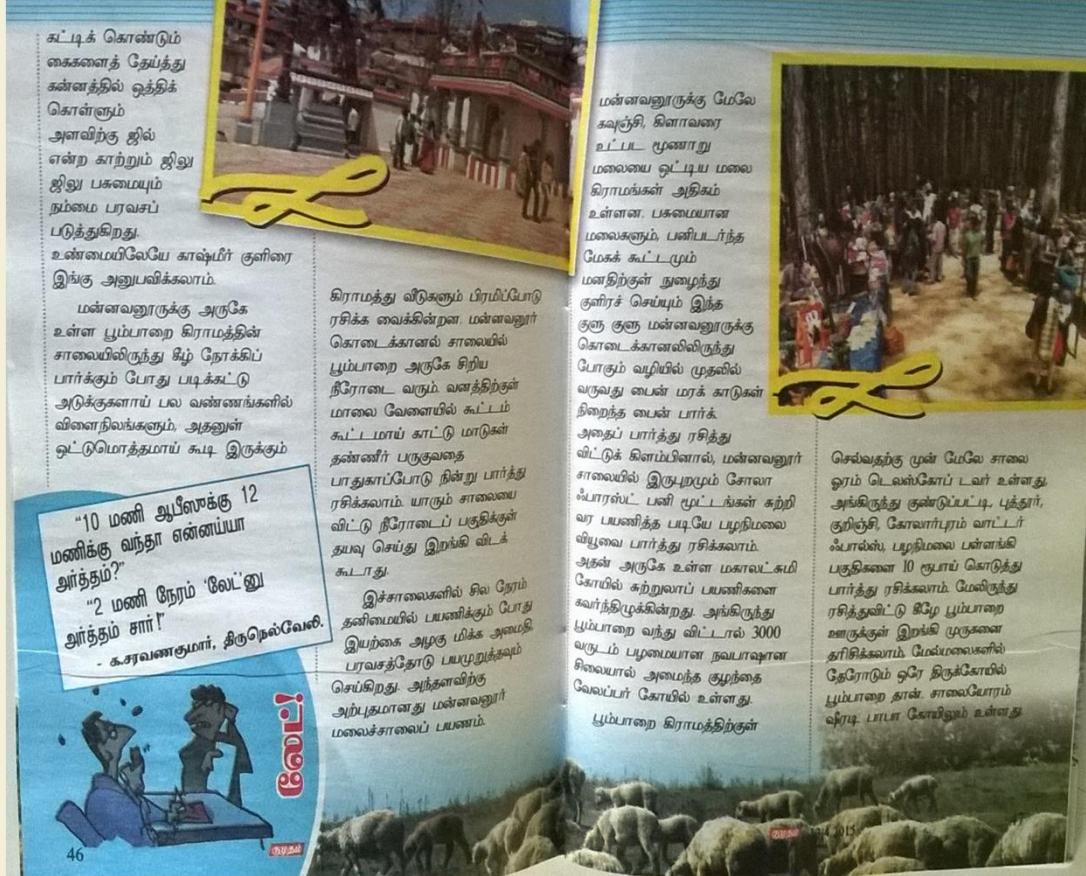 கட்டிக் கொண்டும்
கைகளைத் தேய்த்து
கன்னத்தில் ஒத்திக்
கொள்ளும்
அளவிற்கு ஜில்
என்ற காற்றும் ஜிலு
ஜிலு பசுமையும்
நம்மை பரவசப்
படுத்துகிறது.
உண்மையிலேயே காஷ்மீர் குளிரை
இங்கு அனுபவிக்கலாம்.
மன்னவனூருக்கு அருகே
உள்ள பூம்பாறை கிராமத்தின்
சாலையிலிருந்து கீழ் நோக்கிப்
பார்க்கும் போது படிக்கட்டு
அடுக்குகளாய் பல வண்ணங்களில்
விளைநிலங்களும், அதனுள்
ஒட்டுமொத்தமாய் கூடி இருக்கும்
"10 மணி ஆபீஸுக்கு 12
மணிக்கு வந்தா என்னய்யா
அர்த்தம்?"
"2 மணி நேரம் 'லேட்'னு
அர்த்தம் சார்!"
- க.சரவணகுமார், திருநெல்வேலி.
லேட்!
46
குமுதம்
கிராமத்து வீடுகளும் பிரமிப்போடு
ரசிக்க வைக்கின்றன. மன்னவனூர்
கொடைக்கானல் சாலையில்
பூம்பாறை அருகே சிறிய
நீரோடை வரும். வனத்திற்குள்
மாலை வேளையில் கூட்டம்
கூட்டமாய் காட்டு மாடுகள்
தண்ணீர் பருகுவதை
பாதுகாப்போடு நின்று பார்த்து
ரசிக்கலாம். யாரும் சாலையை
விட்டு நீரோடைப் பகுதிக்குள்
தயவு செய்து இறங்கி விடக்
கூடாது.
இச்சாலைகளில் சில நேரம்
தனிமையில் பயணிக்கும் போது
இயற்கை அழகு மிக்க அமைதி
பரவசத்தோடு பயமுறுத்தவும்
செய்கிறது. அந்தளவிற்கு
அற்புதமானது மன்னவனூர்
மலைச்சாலைப் பயணம்.
மன்னவனூருக்கு மேலே
கவுஞ்சி, கிளாவரை
உட்பட மூணாறு
மலையை ஒட்டிய மலை
கிராமங்கள் அதிகம்
உள்ளன. பசுமையான
மலைகளும், பனிபடர்ந்த
மேகக் கூட்டமும்
மனதிற்குள் நுழைந்து
குளிரச் செய்யும் இந்த
குளு குளு மன்னவனூருக்கு
கொடைக்கானலிலிருந்து
போகும் வழியில் முதலில்
வருவது பைன் மரக் காடுகள்
நிறைந்த பைன் பார்க்.
அதைப் பார்த்து ரசித்து
விட்டுக் கிளம்பினால், மன்னவனூர்
சாலையில் இருபுறமும் சோலா
ஃபாரஸ்ட் பனி மூட்டங்கள் சுற்றி
வர பயணித்த படியே பழநிமலை
வியூவை பார்த்து ரசிக்கலாம்.
அதன் அருகே உள்ள மகாலட்சுமி
கோயில் சுற்றுலாப் பயணிகளை
கவர்ந்திழுக்கின்றது. அங்கிருந்து
பூம்பாறை வந்து விட்டால் 3000
வருடம் பழமையான நவபாஷான
சிலையால் அமைந்த குழந்தை
வேலப்பர் கோயில் உள்ளது.
பூம்பாறை கிராமத்திற்குள்
செல்வதற்கு முன் மேலே சாலை
ஓரம் டெலஸ்கோப் டவர் உள்ளது.
அங்கிருந்து குண்டுப்பட்டி, புத்தூர்,
குறிஞ்சி, கோலார்புரம் வாட்டர்
ஃபால்ஸ், பழநிமலை பள்ளங்கி
பகுதிகளை 10 ரூபாய் கொடுத்து
பார்த்து ரசிக்கலாம். மேலிருந்து
ரசித்துவிட்டு கீழே பூம்பாறை
ஊருக்குள் இறங்கி முருகனை
தரிசிக்கலாம். மேல்மலைகளில்
தேரோடும் ஒரே திருக்கோயில்
பூம்பாறை தான். சாலையோரம்
ஷீரடி பாபா கோயிலும் உள்ளது.
குமுதம்